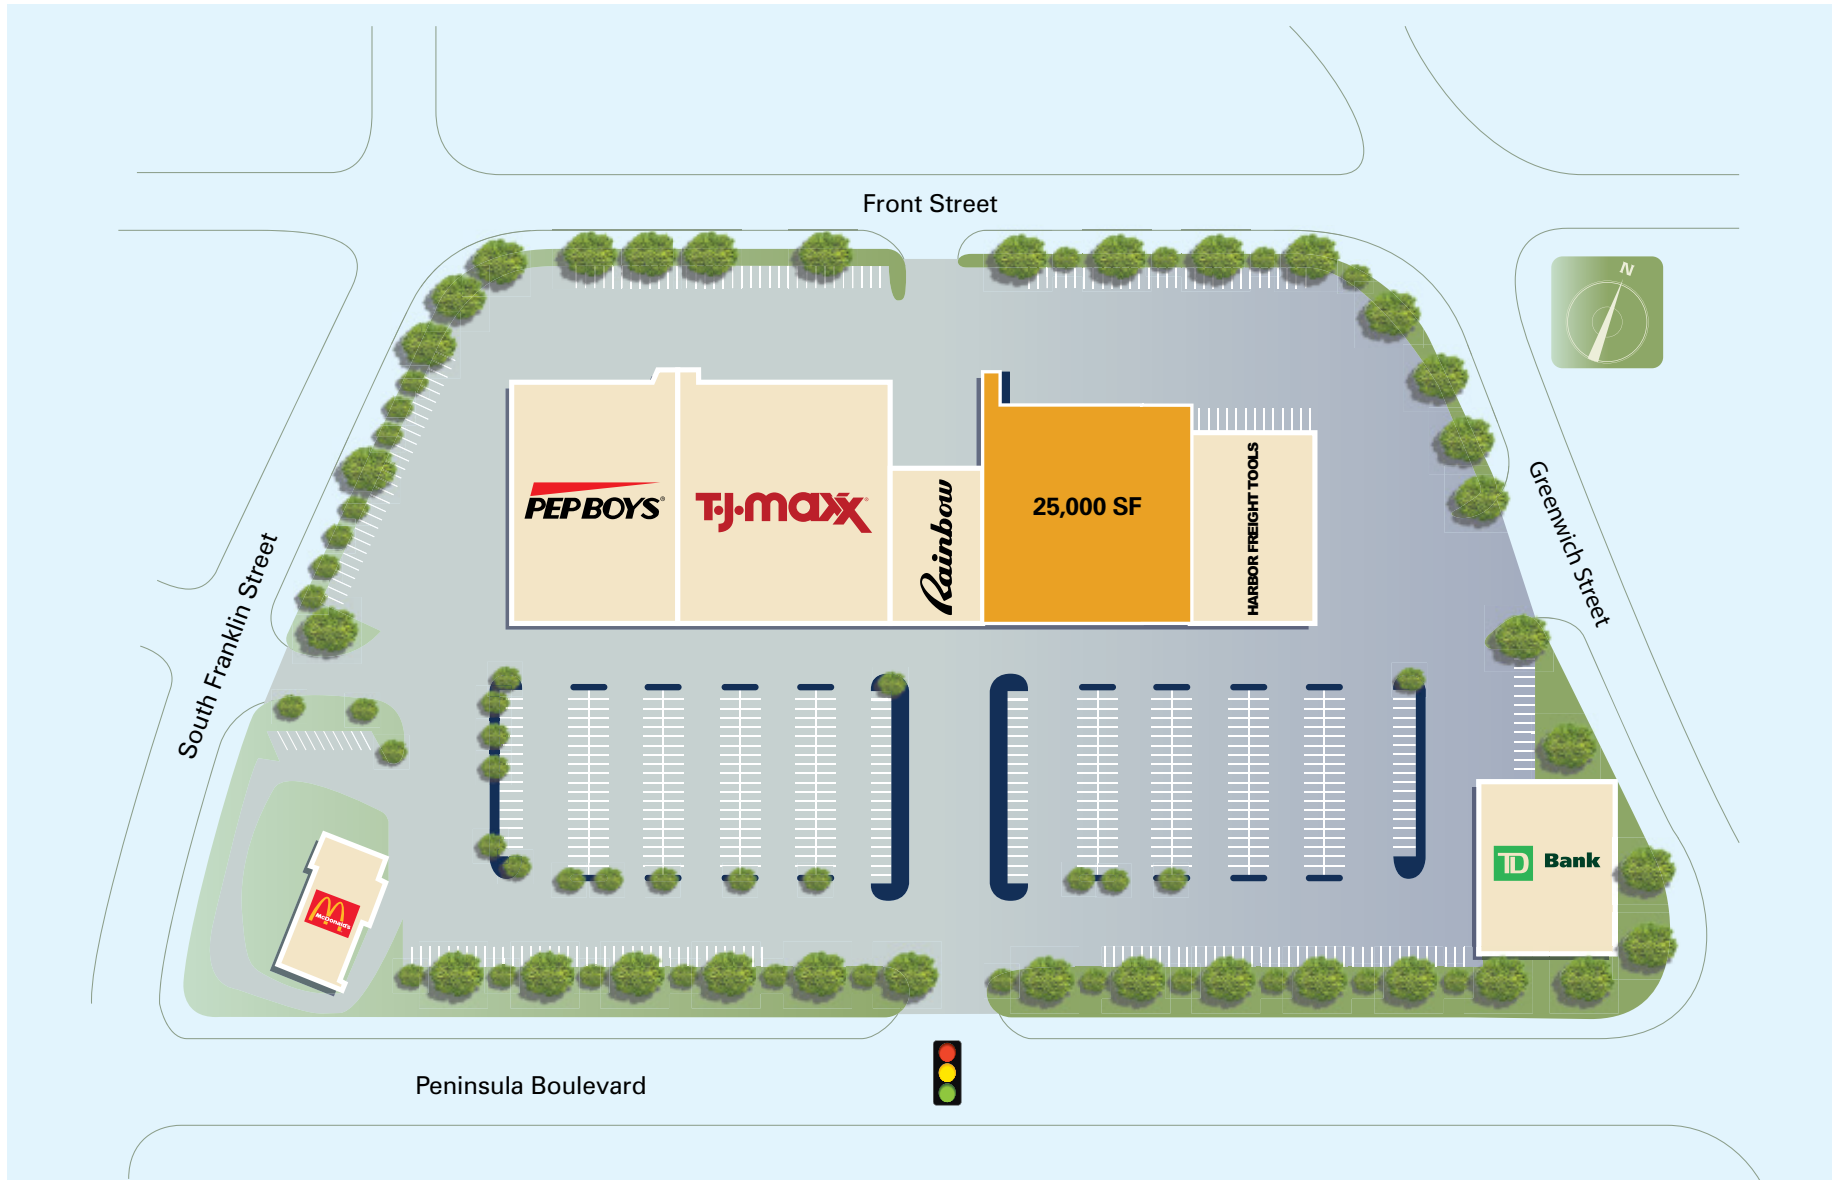 Front Street
N
PEP BOYS®
T·J·maxx®
Rainbow
25,000 SF
HARBOR FREIGHT TOOLS
Greenwich Street
South Franklin Street
McDonald's
TD Bank
Peninsula Boulevard